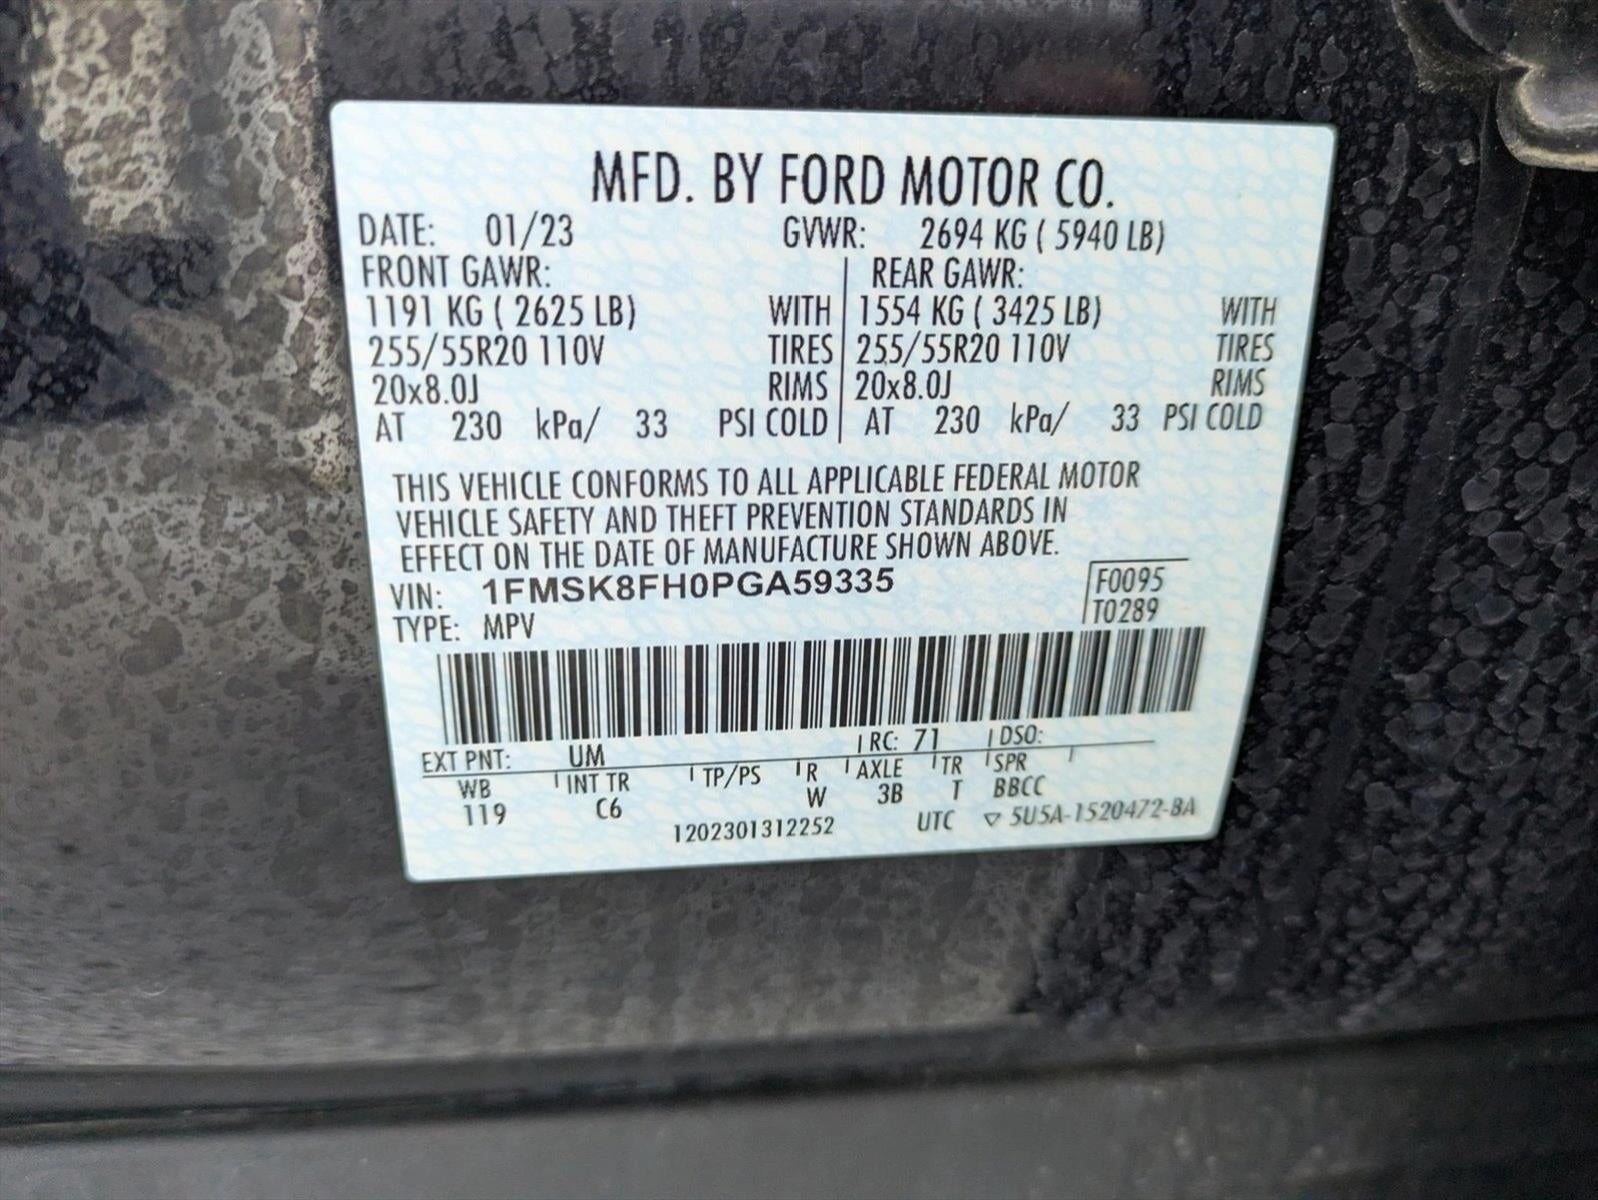 MFD. BY FORD MOTOR CO.
DATE: 01/23 GVWR: 2694 KG ( 5940 LB)
FRONT GAWR: REAR GAWR:
1191 KG ( 2625 LB) WITH 1554 KG ( 3425 LB) WITH
255/55R20 110V TIRES 255/55R20 110V TIRES
20x8.0J RIMS 20x8.0J RIMS
AT 230 kPa/ 33 PSI COLD AT 230 kPa/ 33 PSI COLD
THIS VEHICLE CONFORMS TO ALL APPLICABLE FEDERAL MOTOR
VEHICLE SAFETY AND THEFT PREVENTION STANDARDS IN
EFFECT ON THE DATE OF MANUFACTURE SHOWN ABOVE.
VIN: 1FMSK8FH0PGA59335 F0095
TYPE: MPV T0289
EXT PNT: UM RC: 71 DSO:
WB INT TR TP/PS R AXLE TR SPR
119 C6 W 3B T BBCC
1202301312252 UTC ▽ 5U5A-1520472-BA